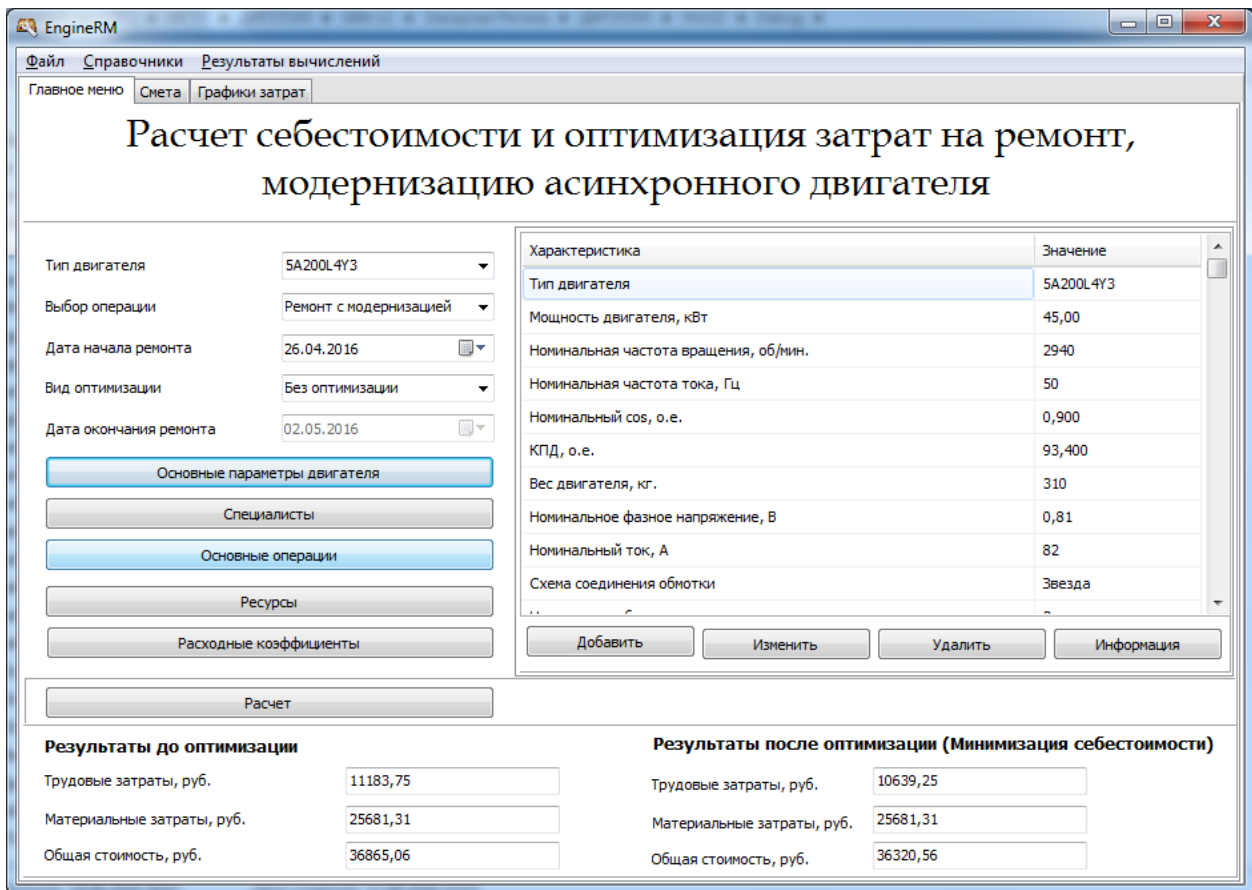 EngineRM
Файл Справочники Результаты вычислений
Главное меню Смета Графики затрат
Расчет себестоимости и оптимизация затрат на ремонт,
модернизацию асинхронного двигателя
Тип двигателя 5A200L4У3
Выбор операции Ремонт с модернизацией
Дата начала ремонта 26.04.2016
Вид оптимизации Без оптимизации
Дата окончания ремонта 02.05.2016
Основные параметры двигателя
Специалисты
Основные операции
Ресурсы
Расходные коэффициенты
Характеристика Значение
Тип двигателя 5A200L4У3
Мощность двигателя, кВт 45,00
Номинальная частота вращения, об/мин. 2940
Номинальная частота тока, Гц 50
Номинальный cos, о.е. 0,900
КПД, о.е. 93,400
Вес двигателя, кг. 310
Номинальное фазное напряжение, В 0,81
Номинальный ток, А 82
Схема соединения обмотки Звезда
Добавить Изменить Удалить Информация
Расчет
Результаты до оптимизации
Трудовые затраты, руб. 11183,75
Материальные затраты, руб. 25681,31
Общая стоимость, руб. 36865,06
Результаты после оптимизации (Минимизация себестоимости)
Трудовые затраты, руб. 10639,25
Материальные затраты, руб. 25681,31
Общая стоимость, руб. 36320,56